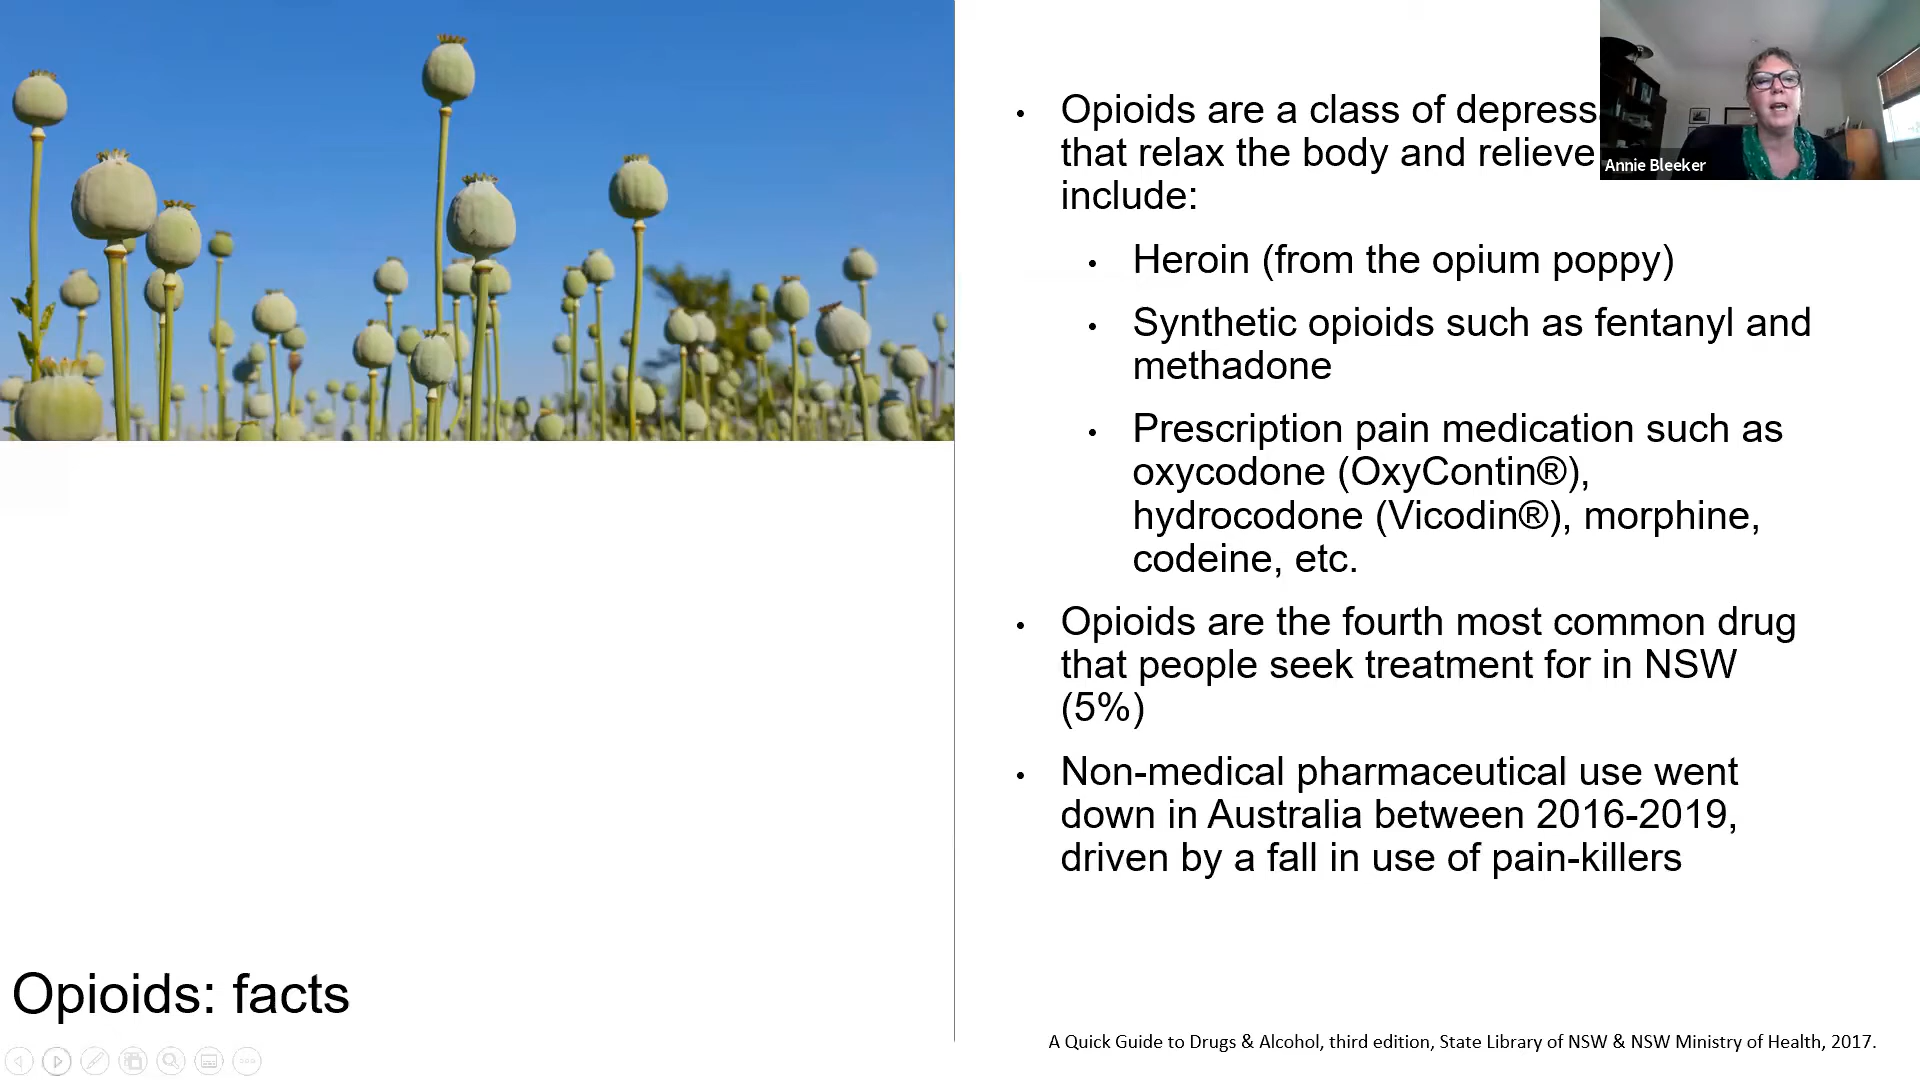 Opioids are a class of
that relax the body and relieve
include:
Annie Bleeker
• Heroin (from the opium poppy)
• Synthetic opioids such as fentanyl and
methadone
• Prescription pain medication such as
oxycodone (OxyContin®),
hydrocodone (Vicodin®), morphine,
codeine, etc.
• Opioids are the fourth most common drug
that people seek treatment for in NSW
(5%)
• Non-medical pharmaceutical use went
down in Australia between 2016-2019,
driven by a fall in use of pain-killers
Opioids: facts
A Quick Guide to Drugs & Alcohol, third edition, State Library of NSW & NSW Ministry of Health, 2017.